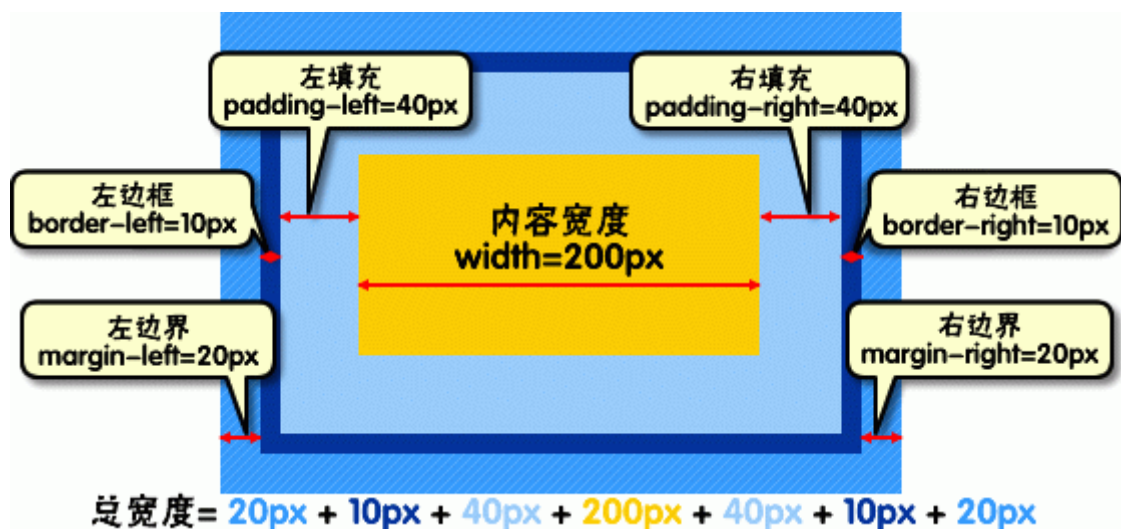 左填充
padding-left=40px
右填充
padding-right=40px
左边框
border-left=10px
内容宽度
width=200px
右边框
border-right=10px
左边界
margin-left=20px
右边界
margin-right=20px
总宽度= 20px + 10px + 40px + 200px + 40px + 10px + 20px